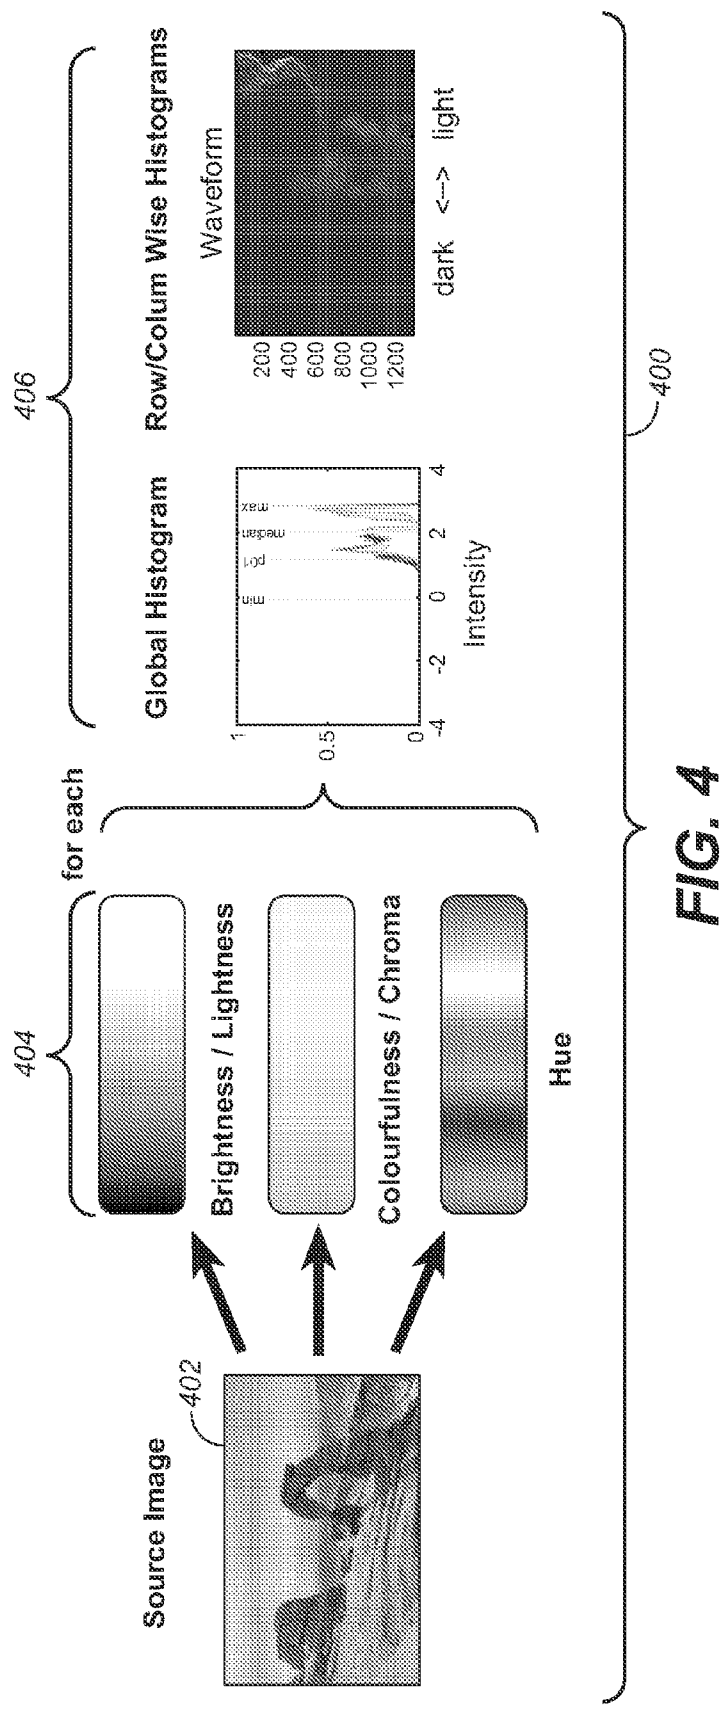 406
Global Histogram
Row/Colum Wise Histograms
404
for each
Source Image
402
Brightness / Lightness
Colourfulness / Chroma
Hue
1
0.5
0
min
p01
median
max
-4
-2
0
2
4
Intensity
Waveform
200
400
600
800
1000
1200
dark <--> light
400
FIG. 4